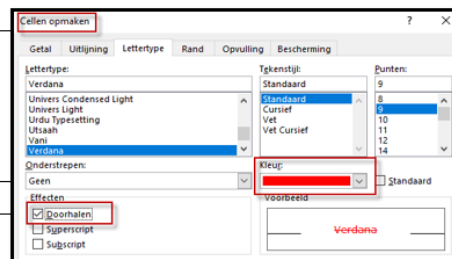 Cellen opmaken ? ×
Getal Uitlijning Lettertype Rand Opvulling Bescherming
Lettertype: Tekenstijl: Punten:
Verdana Standaard 9
Univers Condensed Light Standaard 8
Univers Light Cursief 9
Urdu Typesetting Vet 10
Utsaah Vet Cursief 11
Vani 12
Verdana 14
Onderstrepen: Kleur:
Geen Standaard
Effecten Voorbeeld
Doorhalen
Superscript Verdana
Subscript